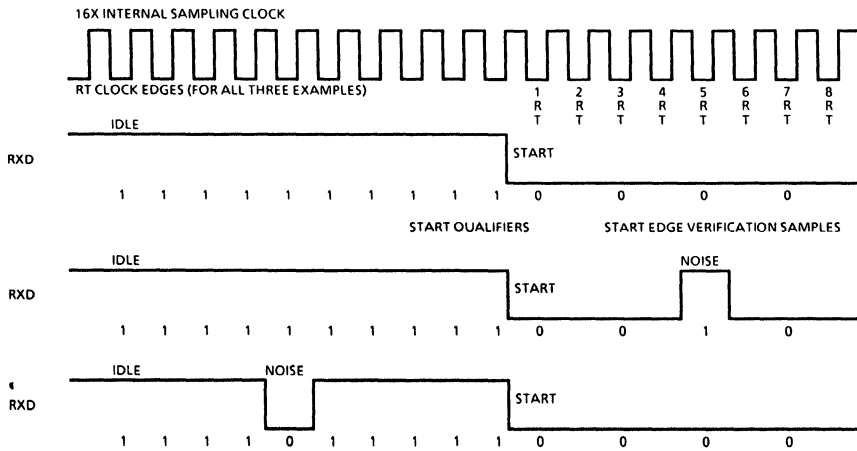 16X INTERNAL SAMPLING CLOCK
RT CLOCK EDGES (FOR ALL THREE EXAMPLES)
1 2 3 4 5 6 7 8
R R R R R R R R
T T T T T T T T
IDLE
RXD
START
1 1 1 1 1 1 1 1 1 1 0 0 0 0
START QUALIFIERS START EDGE VERIFICATION SAMPLES
IDLE
NOISE
RXD
START
1 1 1 1 1 1 1 1 1 1 0 0 1 0
IDLE NOISE
RXD
START
1 1 1 1 0 1 1 1 1 1 0 0 0 0